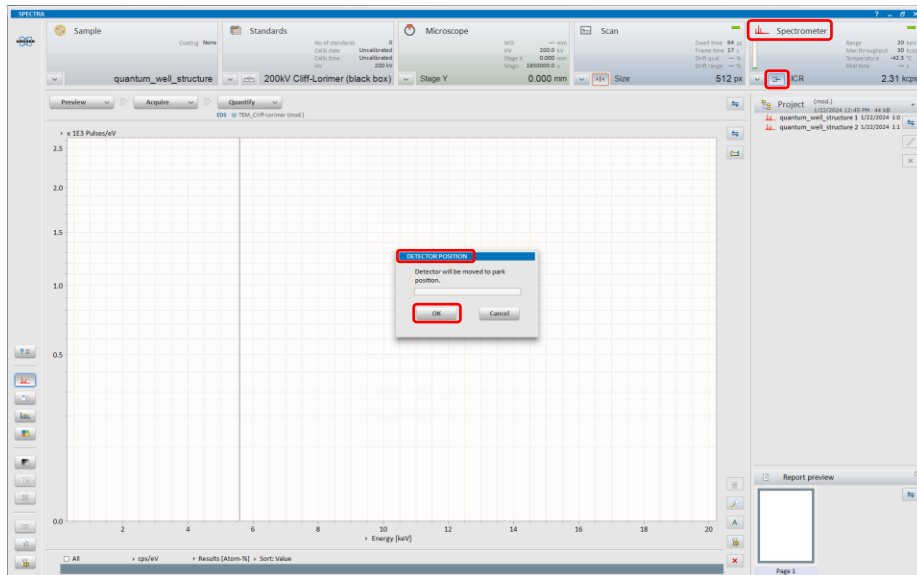 SPECTRA
Sample
Coating None
quantum_well_structure
Standards
No of standards 0
Calib.date Uncalibrated
Calib.time Uncalibrated
HV 200 kV
200kV Cliff-Lorimer (black box)
Microscope
WD — mm
HV 200.0 kV
Stage X 0.000 mm
Magn. 1850000.0 x
Stage Y 0.000 mm
Scan
Dwell time 64 µs
Frame time 17 s
Drift qual — %
Drift range — %
Size 512 px
Spectrometer
Range 20 keV
Max.throughput 30 kcps
Temperature -42.3 °C
Real time — s
ICR 2.31 kcps
Preview
Acquire
Quantify
EDS TEM_Cliff-Lorimer (mod.)
Project (mod.)
1/22/2024 12:45 PM 44 kB
quantum_well_structure 1 1/22/2024 1:0
quantum_well_structure 2 1/22/2024 1:1
x 1E3 Pulses/eV
2.5
2.0
1.5
1.0
0.5
0.0
DETECTOR POSITION
Detector will be moved to park
position.
OK Cancel
2 4 6 8 10 12 14 16 18 20
Energy [keV]
All cps/eV Results [Atom-%] Sort: Value
A
Report preview
Page 1